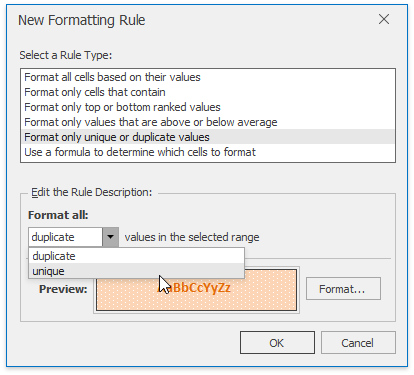 New Formatting Rule
Select a Rule Type:
Format all cells based on their values
Format only cells that contain
Format only top or bottom ranked values
Format only values that are above or below average
Format only unique or duplicate values
Use a formula to determine which cells to format
Edit the Rule Description:
Format all:
duplicate values in the selected range
duplicate
unique
Preview: BbCcYyZz Format...
OK Cancel